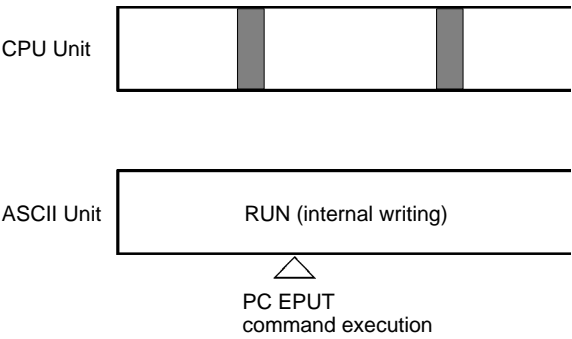 CPU Unit
ASCII Unit
RUN (internal writing)
PC EPUT
command execution